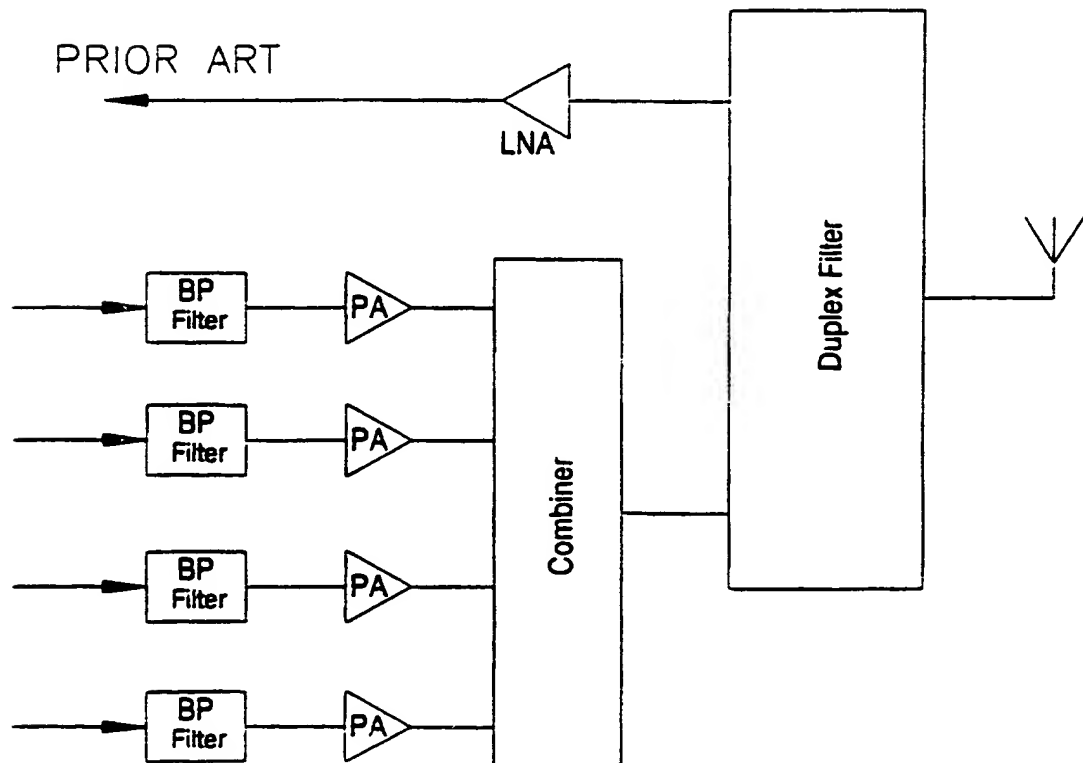 PRIOR ART
LNA
Duplex Filter
BP
Filter
PA
BP
Filter
PA
Combiner
BP
Filter
PA
BP
Filter
PA